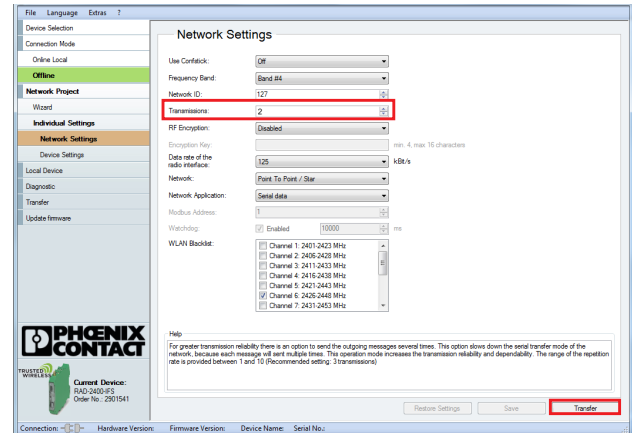 File Language Extras ?
Device Selection
Connection Mode
Online Local
Offline
Network Project
Wizard
Individual Settings
Network Settings
Device Settings
Local Device
Diagnostic
Transfer
Update firmware
Network Settings
Use Confstick: Off
Frequency Band: Band #4
Network ID: 127
Transmissions: 2
RF Encryption: Disabled
Encryption Key: min. 4, max 16 characters
Data rate of the
radio interface: 125 kBit/s
Network: Point To Point / Star
Network Application: Serial data
Modbus Address: 1
Watchdog: Enabled 10000 ms
WLAN Blacklist: Channel 1: 2401-2423 MHz
Channel 2: 2406-2428 MHz
Channel 3: 2411-2433 MHz
Channel 4: 2416-2438 MHz
Channel 5: 2421-2443 MHz
Channel 6: 2426-2448 MHz
Channel 7: 2431-2453 MHz
Help
For greater transmission reliability there is an option to send the outgoing messages several times. This option slows down the serial transfer mode of the
network, because each message will sent multiple times. This operation mode increases the transmission reliability and dependability. The range of the repetition
rate is provided between 1 and 10 (Recommended setting: 3 transmissions)
PHŒNIX
CONTACT
TRUSTED
WIRELESS
Current Device:
RAD-2400-IFS
Order No.: 2901541
Restore Settings Save Transfer
Connection: Hardware Version: Firmware Version: Device Name: Serial No.: